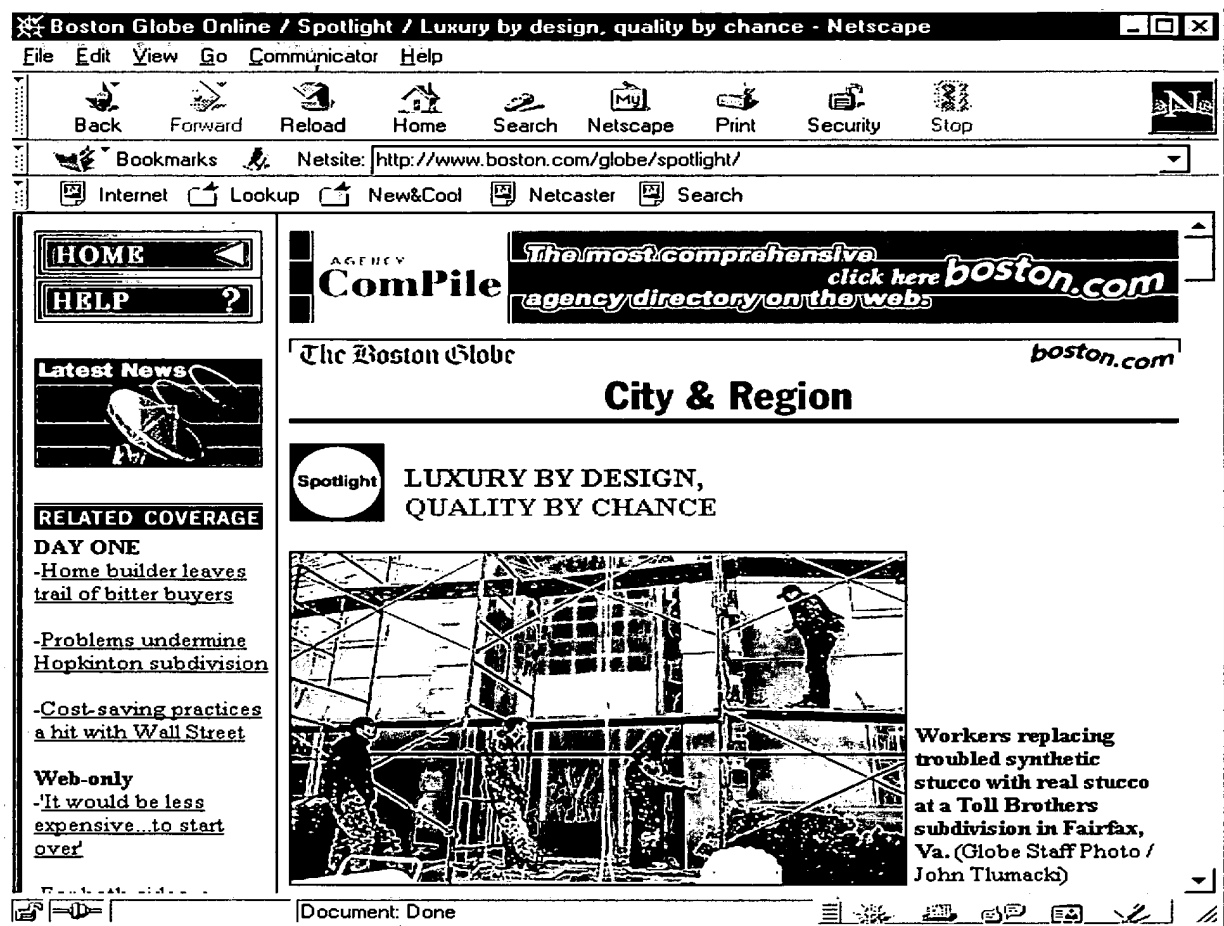 Boston Globe Online / Spotlight / Luxury by design, quality by chance - Netscape
File Edit View Go Communicator Help
Back Forward Reload Home Search Netscape Print Security Stop
My
N
Bookmarks Netsite: http://www.boston.com/globe/spotlight/
Internet Lookup New&Cool Netcaster Search
HOME
HELP ?
Latest News
RELATED COVERAGE
DAY ONE
-Home builder leaves
trail of bitter buyers
-Problems undermine
Hopkinton subdivision
-Cost-saving practices
a hit with Wall Street
Web-only
-'It would be less
expensive...to start
over'
AGENCY
ComPile
The most comprehensive
click here boston.com
agency directory on the web.
The Boston Globe
boston.com
City & Region
Spotlight
LUXURY BY DESIGN,
QUALITY BY CHANCE
Workers replacing
troubled synthetic
stucco with real stucco
at a Toll Brothers
subdivision in Fairfax,
Va. (Globe Staff Photo /
John Tlumacki)
Document: Done